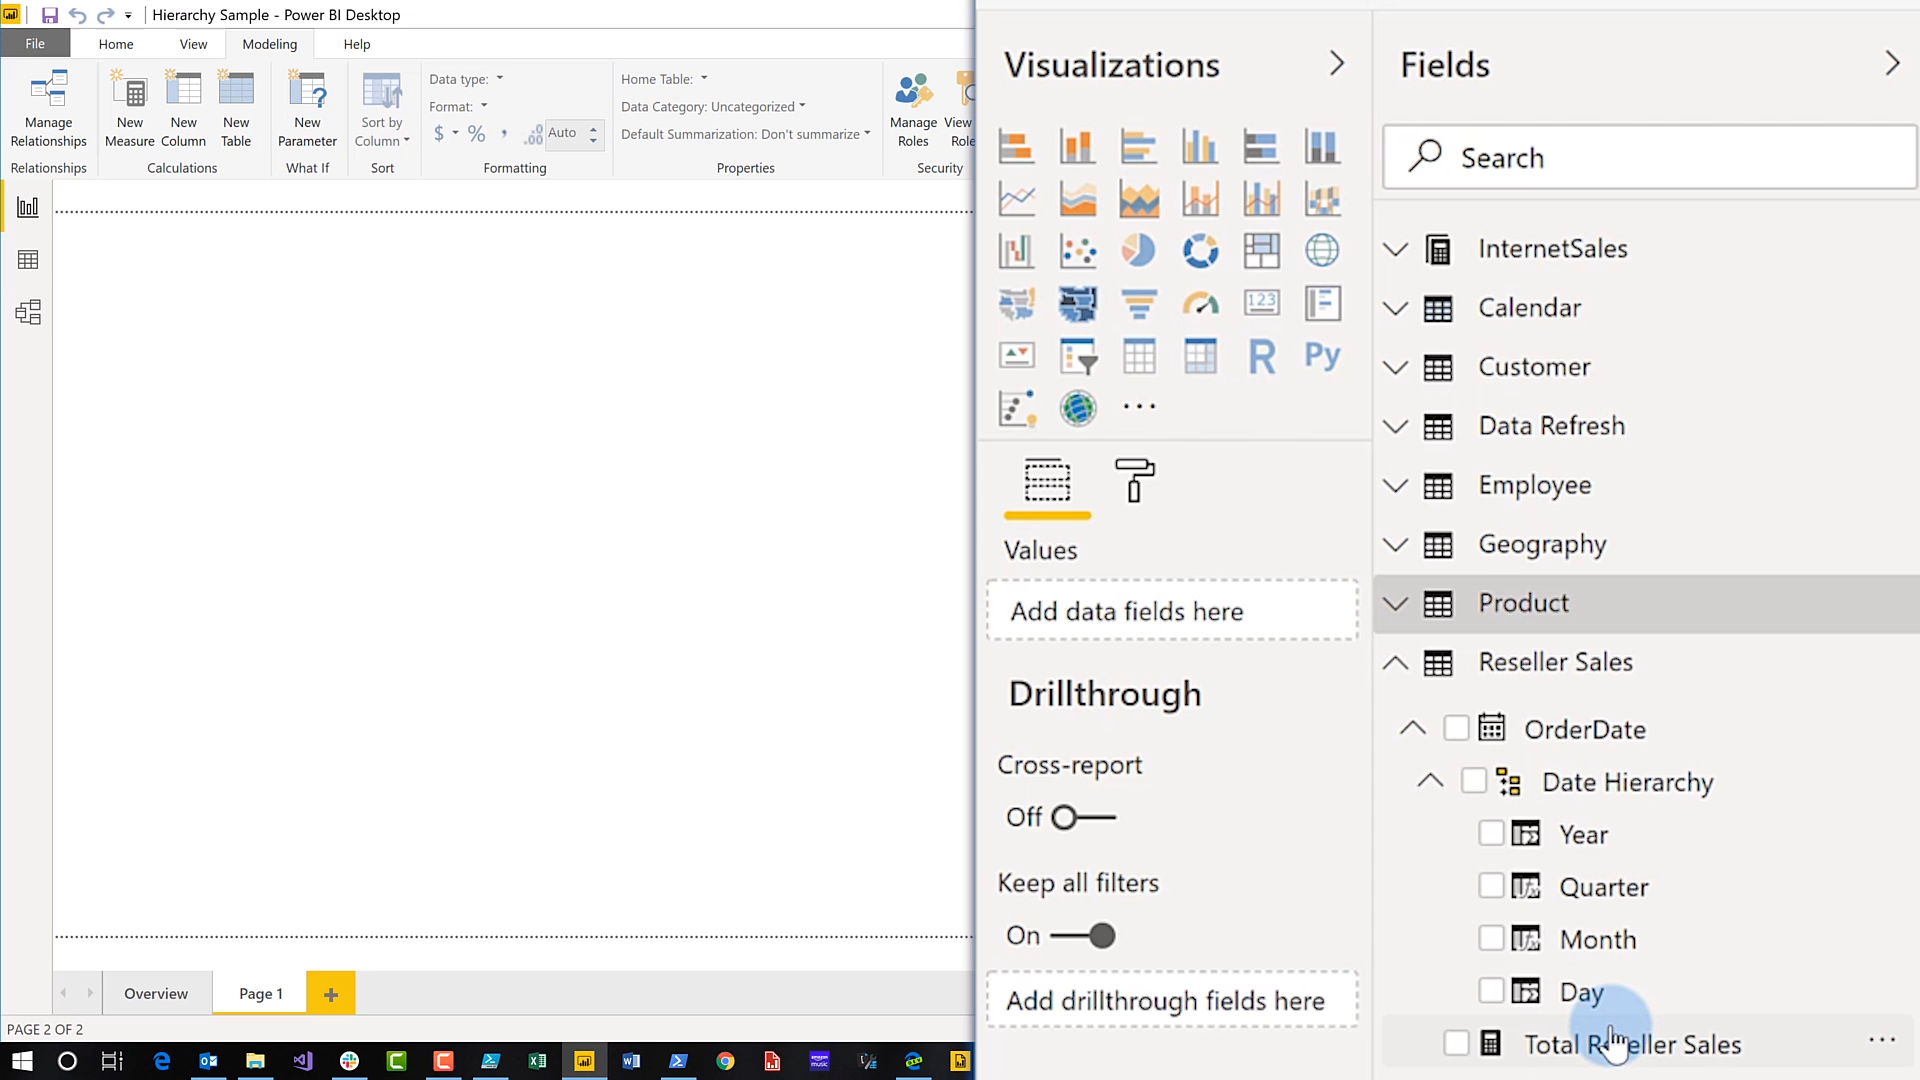 Hierarchy Sample - Power BI Desktop
File
Home
View
Modeling
Help
Manage
Relationships
Relationships
New
Measure
New
Column
New
Table
Calculations
New
Parameter
What If
Sort by
Column
Sort
Data type:
Format:
$ % , .00 Auto
Formatting
Home Table:
Data Category: Uncategorized
Default Summarization: Don't summarize
Properties
Manage
Roles
View
Role
Security
Visualizations
123
R
Py
Values
Add data fields here
Drillthrough
Cross-report
Off
Keep all filters
On
Add drillthrough fields here
Fields
Search
InternetSales
Calendar
Customer
Data Refresh
Employee
Geography
Product
Reseller Sales
OrderDate
Date Hierarchy
Year
Quarter
Month
Day
Total Reseller Sales
Overview
Page 1
PAGE 2 OF 2